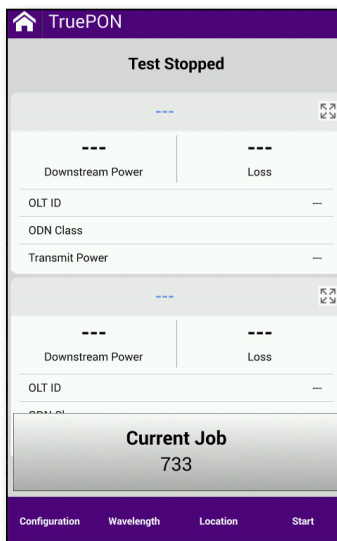 TruePON
Test Stopped
---
--- ---
Downstream Power Loss
OLT ID ---
ODN Class
Transmit Power ---
---
--- ---
Downstream Power Loss
OLT ID ---
Current Job
733
Configuration Wavelength Location Start